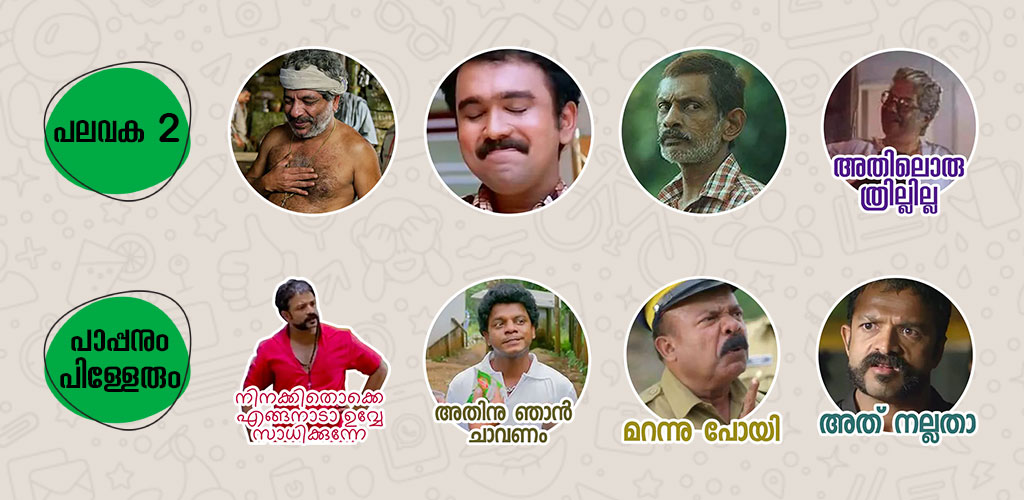 പലവക 2
അതിലൊരു
ത്രില്ലില്ല
പാപ്പനും
പിള്ളേരും
നിനക്കിതൊക്കെ
എങ്ങനാടാ ഉവ്വേ
സാധിക്കുന്നേ
അതിനു ഞാൻ
ചാവണം
മറന്നു പോയി
അത് നല്ലതാ